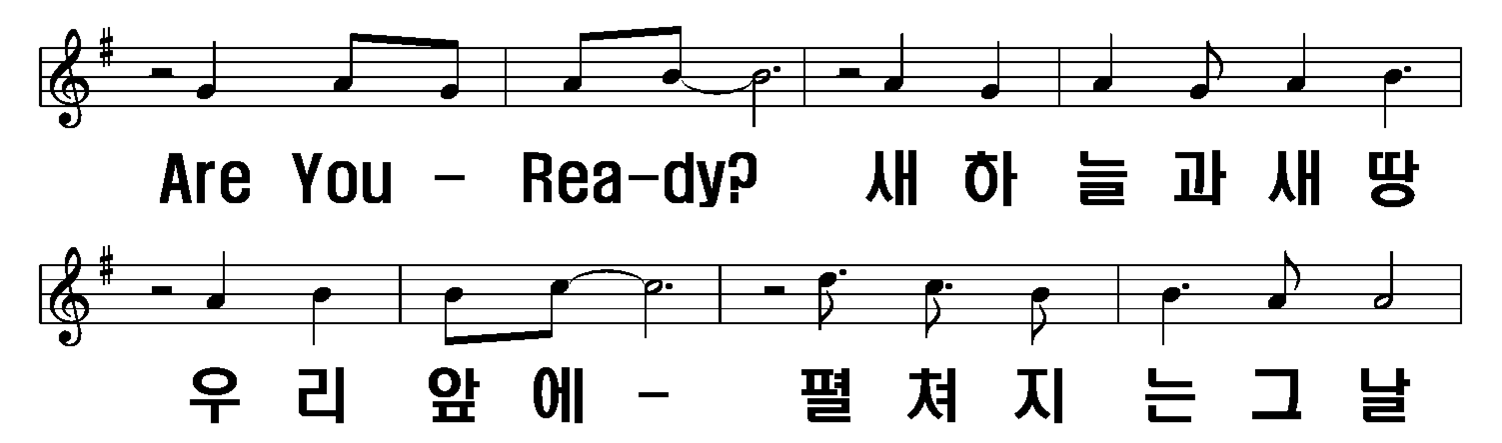 Are You - Rea-dy? 새 하 늘 과 새 땅
우 리 앞 에 - 펼 쳐 지 는 그 날